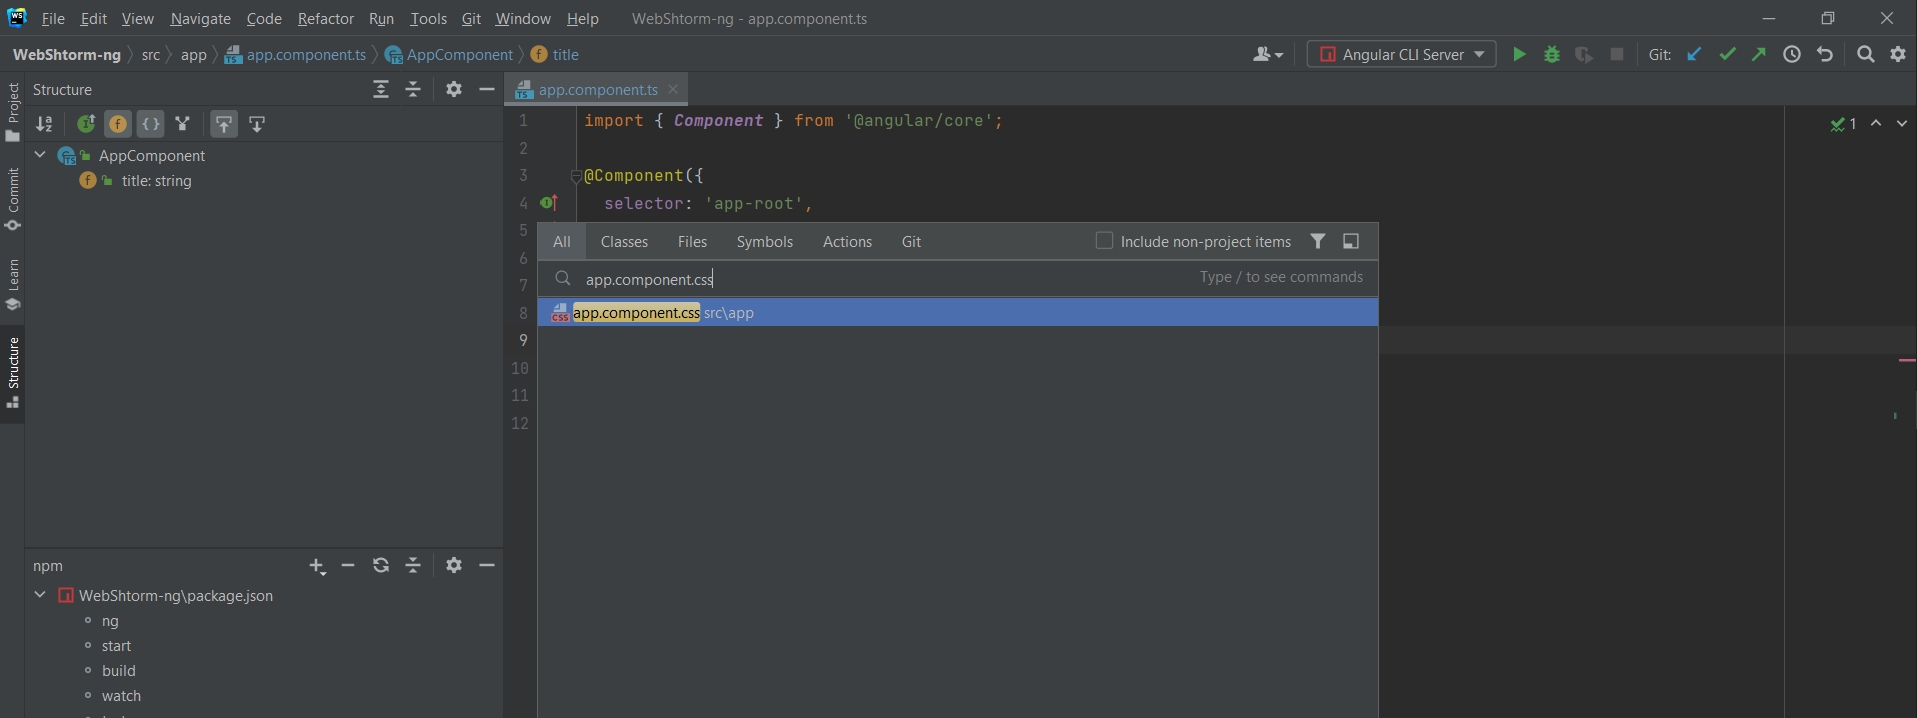 WS File Edit View Navigate Code Refactor Run Tools Git Window Help WebShtorm-ng - app.component.ts
WebShtorm-ng src app app.component.ts AppComponent f title Angular CLI Server Git:
Project
Commit
Learn
Structure
Structure
AppComponent
f title: string
npm
WebShtorm-ng\package.json
ng
start
build
watch
app.component.ts
1 import { Component } from '@angular/core';
2
3 @Component({
4 selector: 'app-root',
5
6
7
8
9
10
11
12
1
All Classes Files Symbols Actions Git Include non-project items
app.component.css Type / to see commands
CSS app.component.css src\app